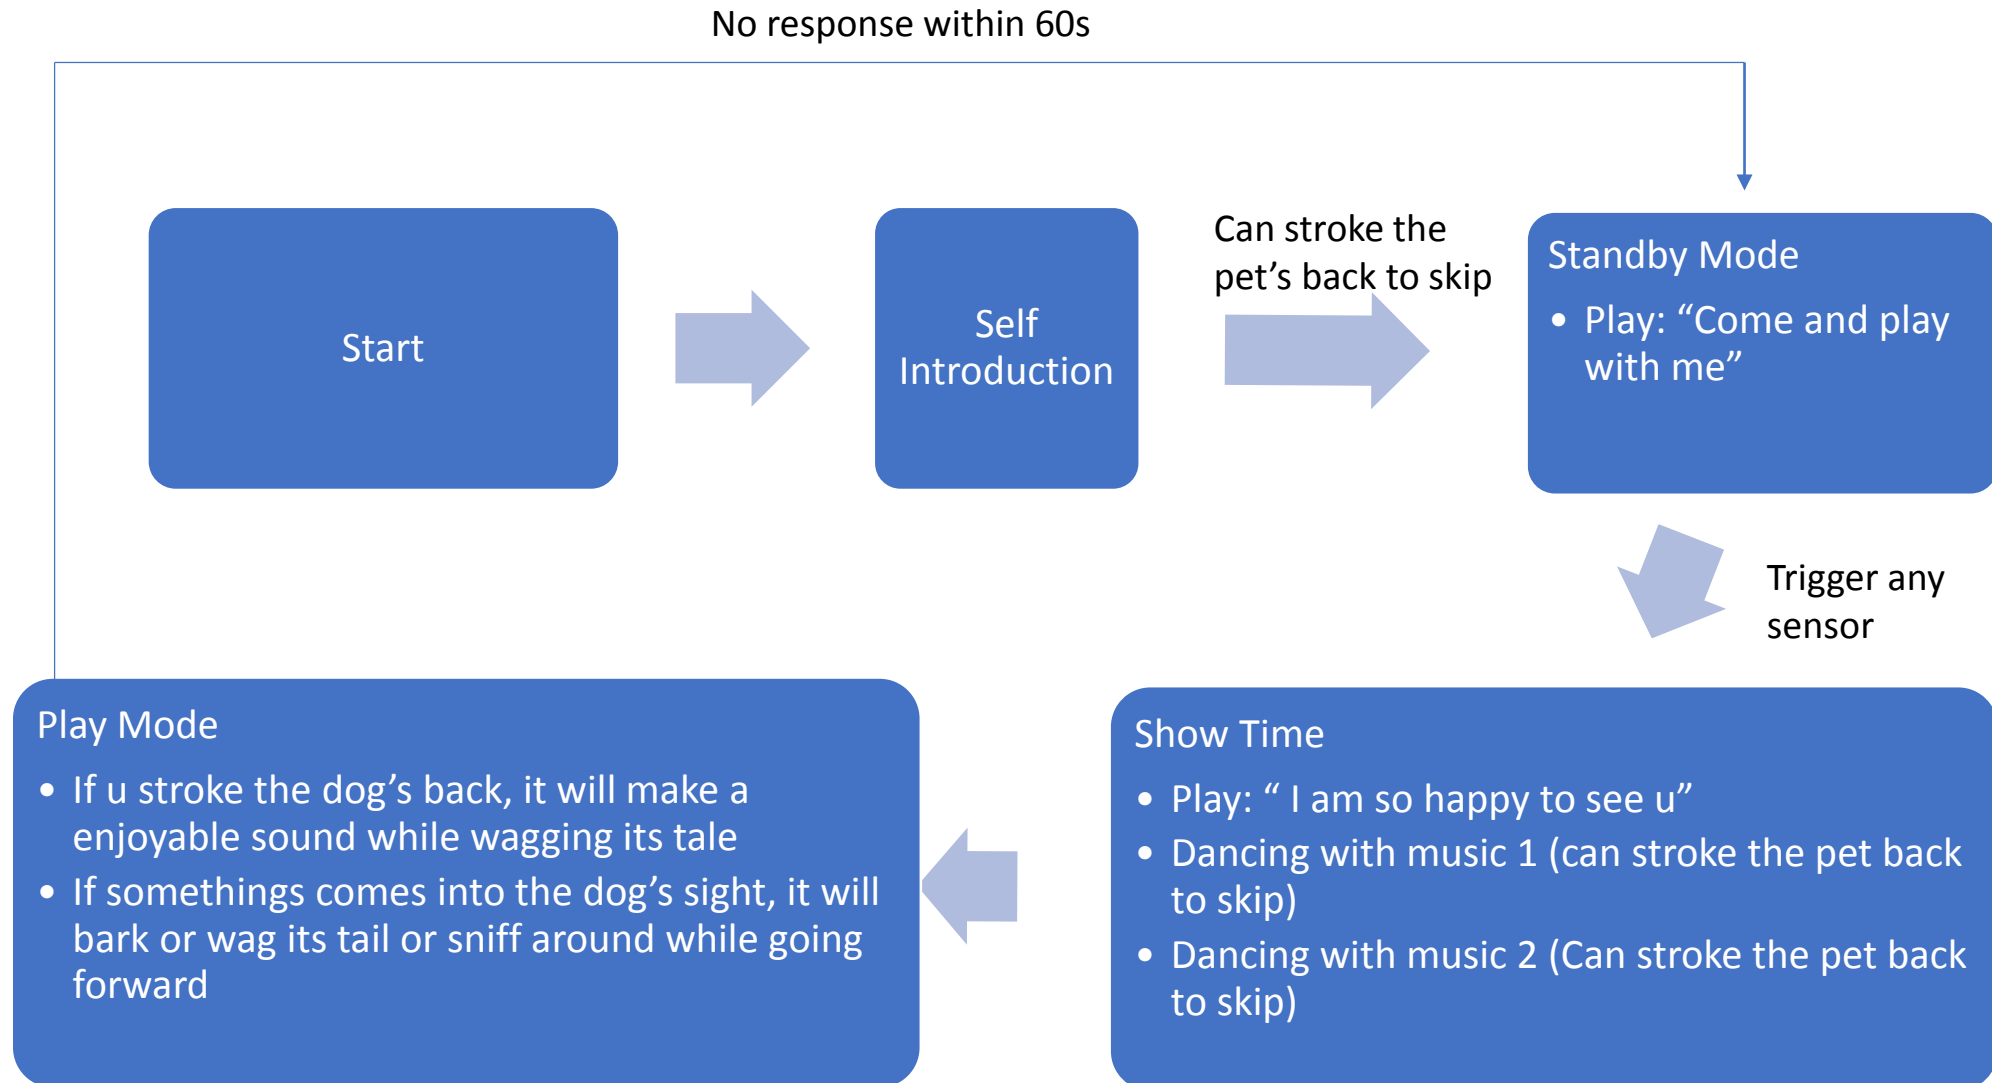 No response within 60s
Start
Self
Introduction
Can stroke the
pet’s back to skip
Standby Mode
• Play: “Come and play
with me”
Trigger any
sensor
Show Time
• Play: “ I am so happy to see u”
• Dancing with music 1 (can stroke the pet back
to skip)
• Dancing with music 2 (Can stroke the pet back
to skip)
Play Mode
• If u stroke the dog’s back, it will make a
enjoyable sound while wagging its tale
• If somethings comes into the dog’s sight, it will
bark or wag its tail or sniff around while going
forward